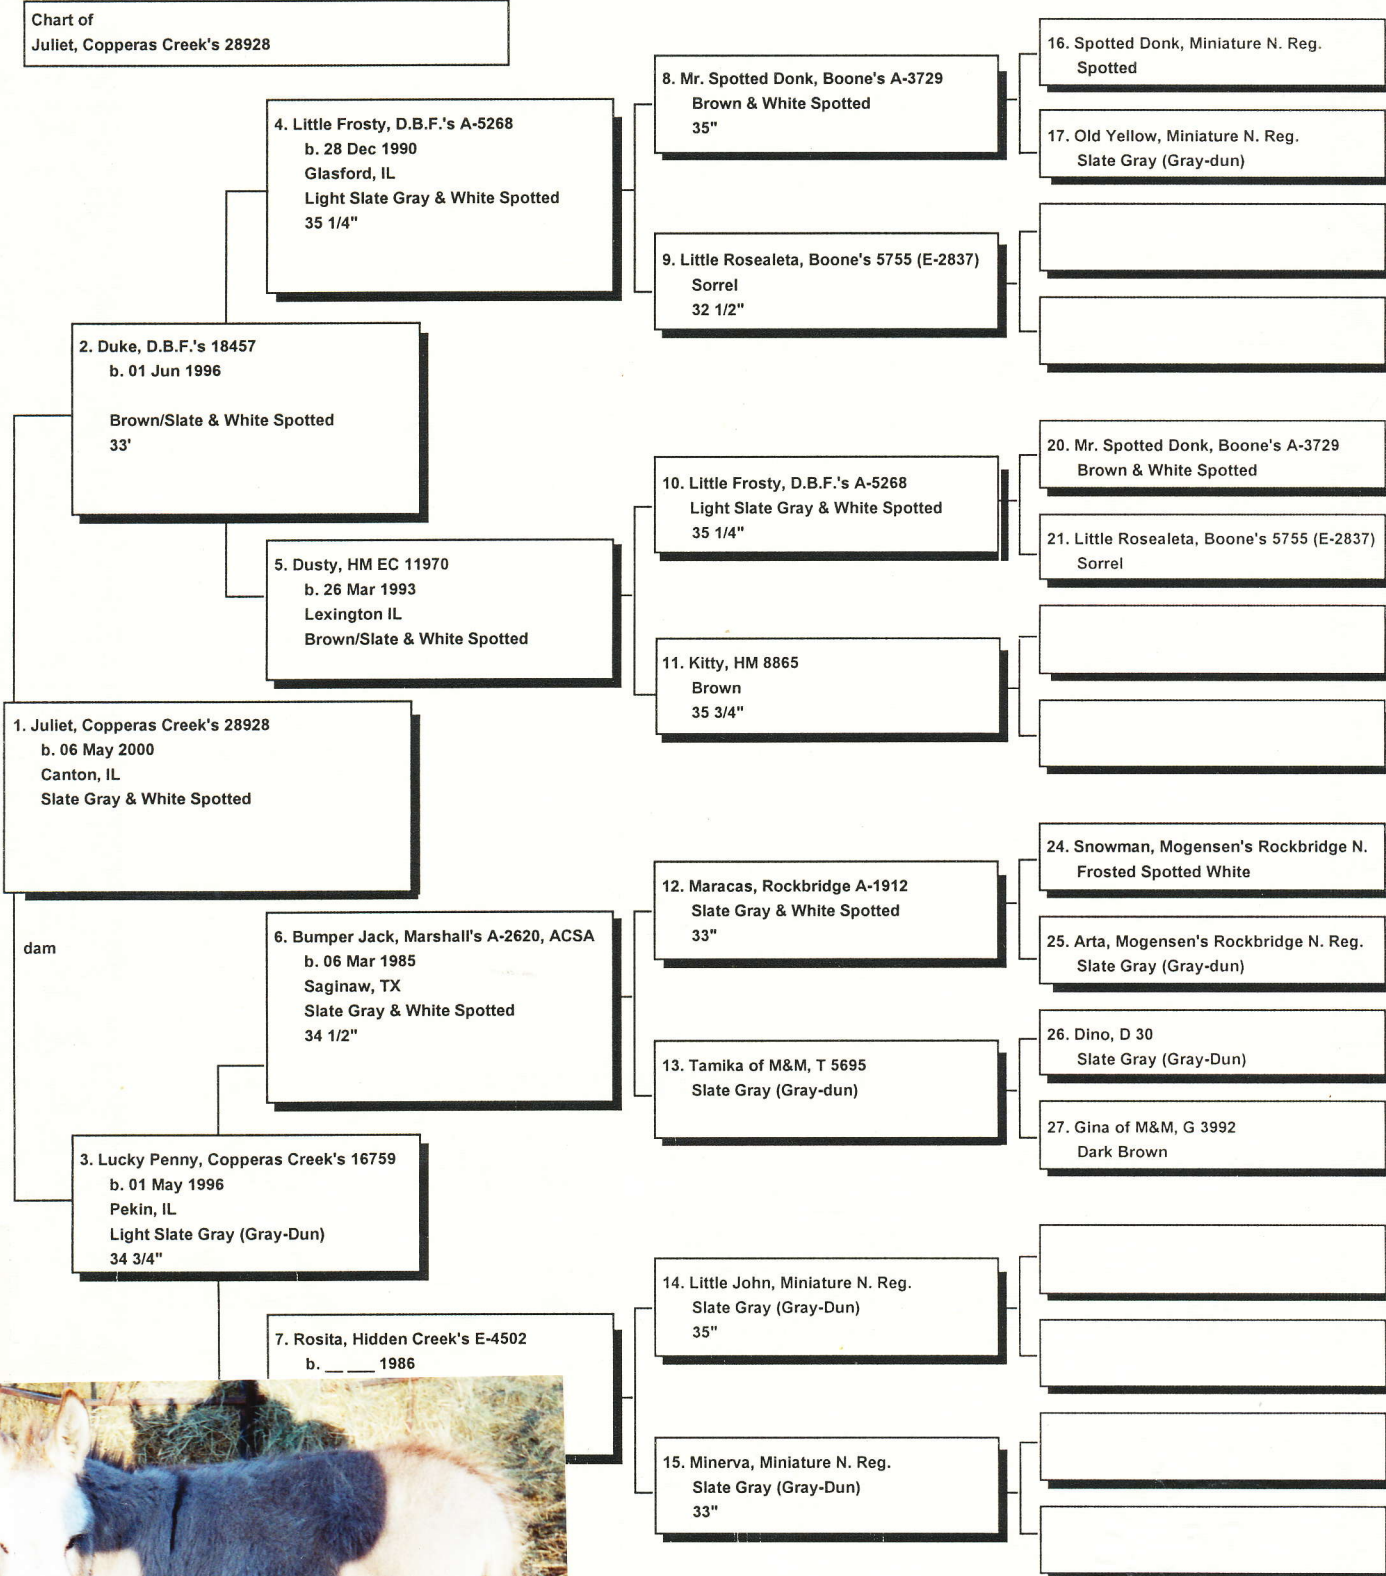 Chart of
Juliet, Copperas Creek's 28928
16. Spotted Donk, Miniature N. Reg.
Spotted
8. Mr. Spotted Donk, Boone's A-3729
Brown & White Spotted
35"
17. Old Yellow, Miniature N. Reg.
Slate Gray (Gray-dun)
4. Little Frosty, D.B.F.'s A-5268
b. 28 Dec 1990
Glasford, IL
Light Slate Gray & White Spotted
35 1/4"
9. Little Rosealeta, Boone's 5755 (E-2837)
Sorrel
32 1/2"
2. Duke, D.B.F.'s 18457
b. 01 Jun 1996
Brown/Slate & White Spotted
33'
20. Mr. Spotted Donk, Boone's A-3729
Brown & White Spotted
10. Little Frosty, D.B.F.'s A-5268
Light Slate Gray & White Spotted
35 1/4"
21. Little Rosealeta, Boone's 5755 (E-2837)
Sorrel
5. Dusty, HM EC 11970
b. 26 Mar 1993
Lexington IL
Brown/Slate & White Spotted
11. Kitty, HM 8865
Brown
35 3/4"
1. Juliet, Copperas Creek's 28928
b. 06 May 2000
Canton, IL
Slate Gray & White Spotted
24. Snowman, Mogensen's Rockbridge N.
Frosted Spotted White
12. Maracas, Rockbridge A-1912
Slate Gray & White Spotted
33"
25. Arta, Mogensen's Rockbridge N. Reg.
Slate Gray (Gray-dun)
dam
6. Bumper Jack, Marshall's A-2620, ACSA
b. 06 Mar 1985
Saginaw, TX
Slate Gray & White Spotted
34 1/2"
26. Dino, D 30
Slate Gray (Gray-Dun)
13. Tamika of M&M, T 5695
Slate Gray (Gray-dun)
27. Gina of M&M, G 3992
Dark Brown
3. Lucky Penny, Copperas Creek's 16759
b. 01 May 1996
Pekin, IL
Light Slate Gray (Gray-Dun)
34 3/4"
14. Little John, Miniature N. Reg.
Slate Gray (Gray-Dun)
35"
7. Rosita, Hidden Creek's E-4502
b. __ ___ 1986
15. Minerva, Miniature N. Reg.
Slate Gray (Gray-Dun)
33"